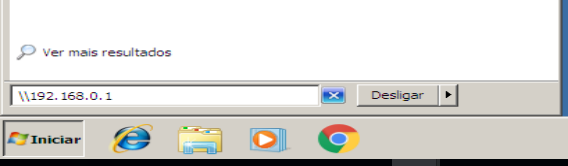 Ver mais resultados
\\192.168.0.1
Desligar
Iniciar